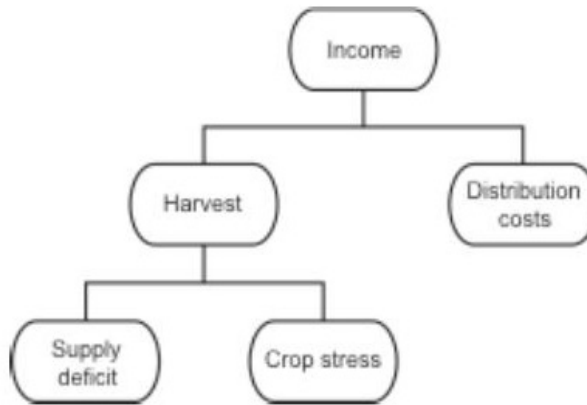 Income
Harvest
Distribution
costs
Supply
deficit
Crop stress